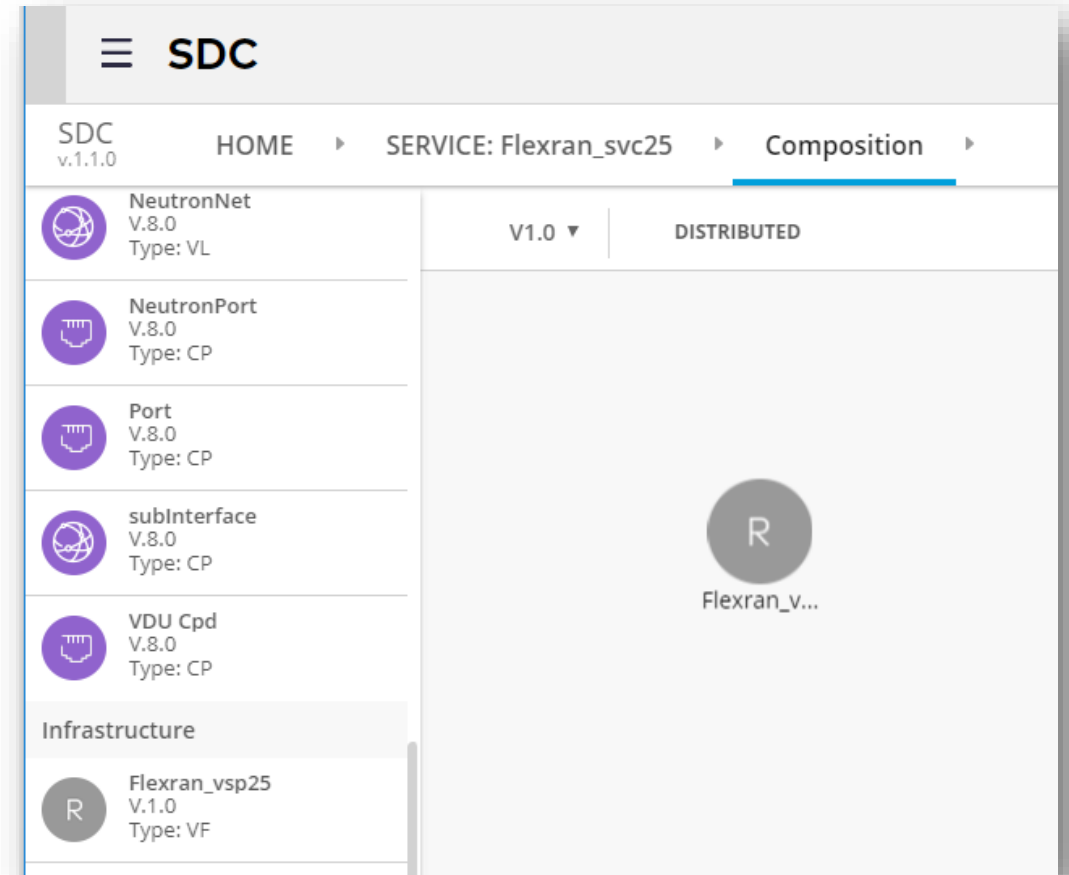 SDC
SDC
v.1.1.0
HOME
SERVICE: Flexran_svc25
Composition
NeutronNet
V.8.0
Type: VL
NeutronPort
V.8.0
Type: CP
Port
V.8.0
Type: CP
subInterface
V.8.0
Type: CP
VDU Cpd
V.8.0
Type: CP
Infrastructure
R
Flexran_vsp25
V.1.0
Type: VF
V1.0
DISTRIBUTED
R
Flexran_v...